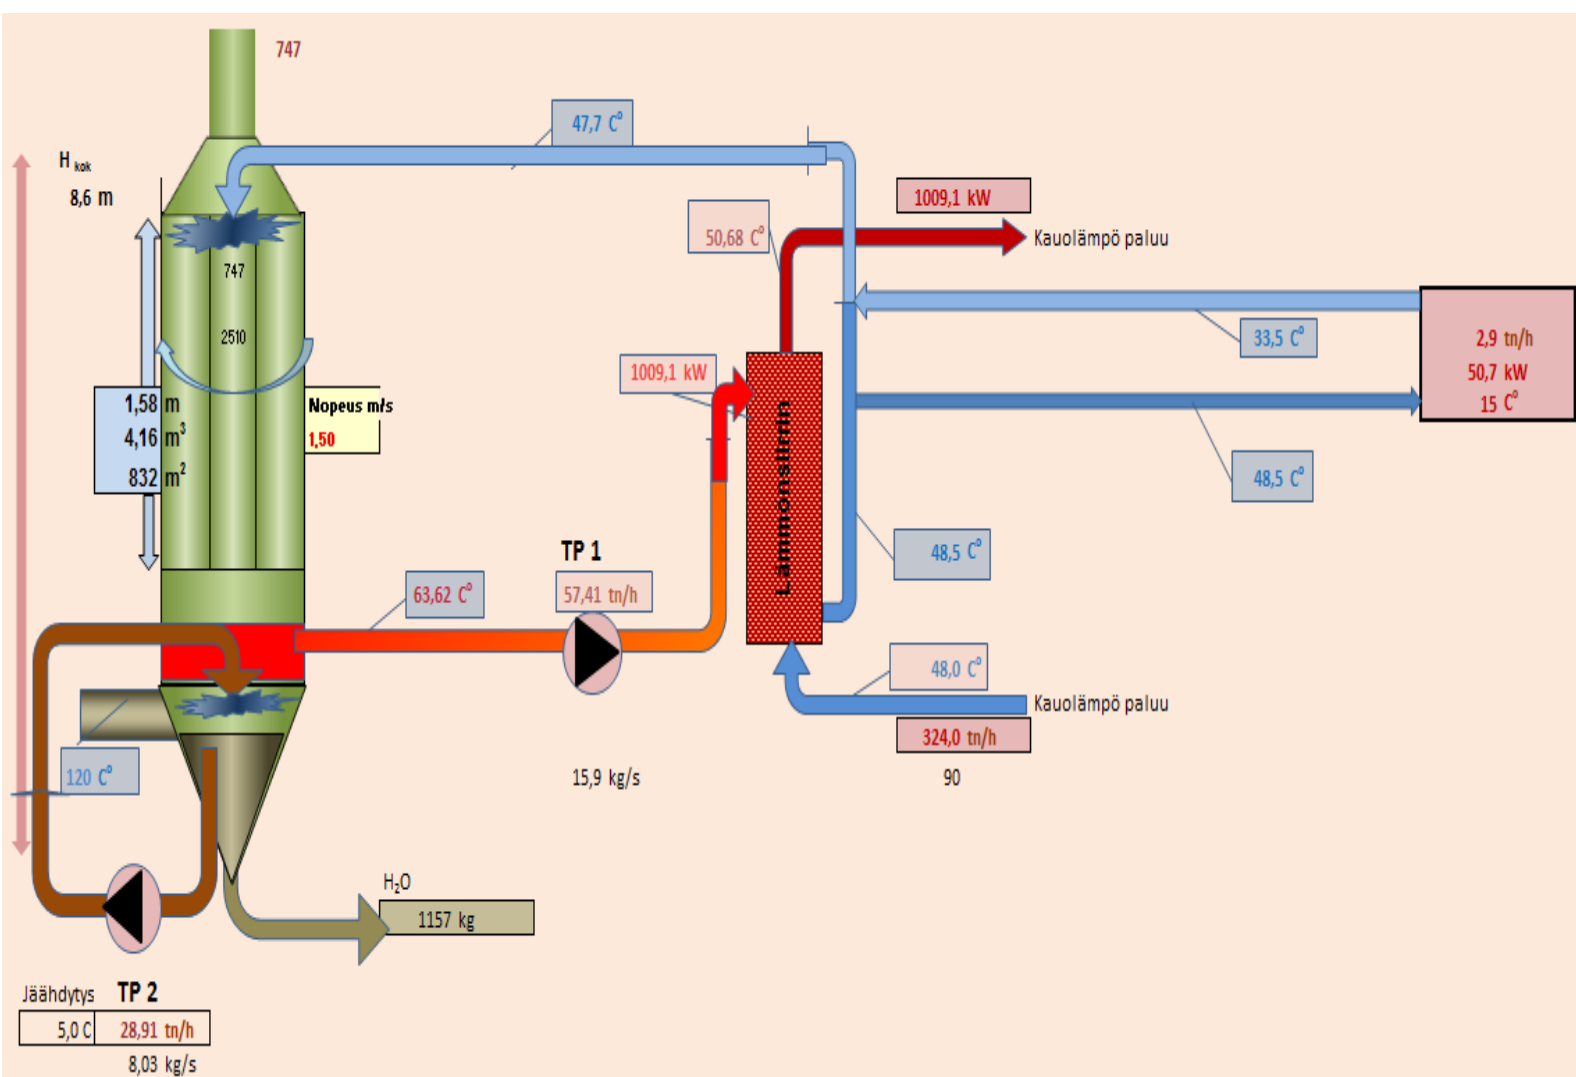 747
47,7 C°
H kok
8,6 m
1009,1 kW
50,68 C°
Kauolämpö paluu
747
2510
33,5 C°
2,9 tn/h
50,7 kW
15 C°
1009,1 kW
1,58 m
4,16 m³
832 m²
Nopeus m/s
1,50
48,5 C°
Lämmönsiirrin
TP 1
48,5 C°
63,62 C°
57,41 tn/h
48,0 C°
Kauolämpö paluu
324,0 tn/h
120 C°
15,9 kg/s
90
H₂O
1157 kg
Jäähdytys TP 2
5,0 C 28,91 tn/h
8,03 kg/s